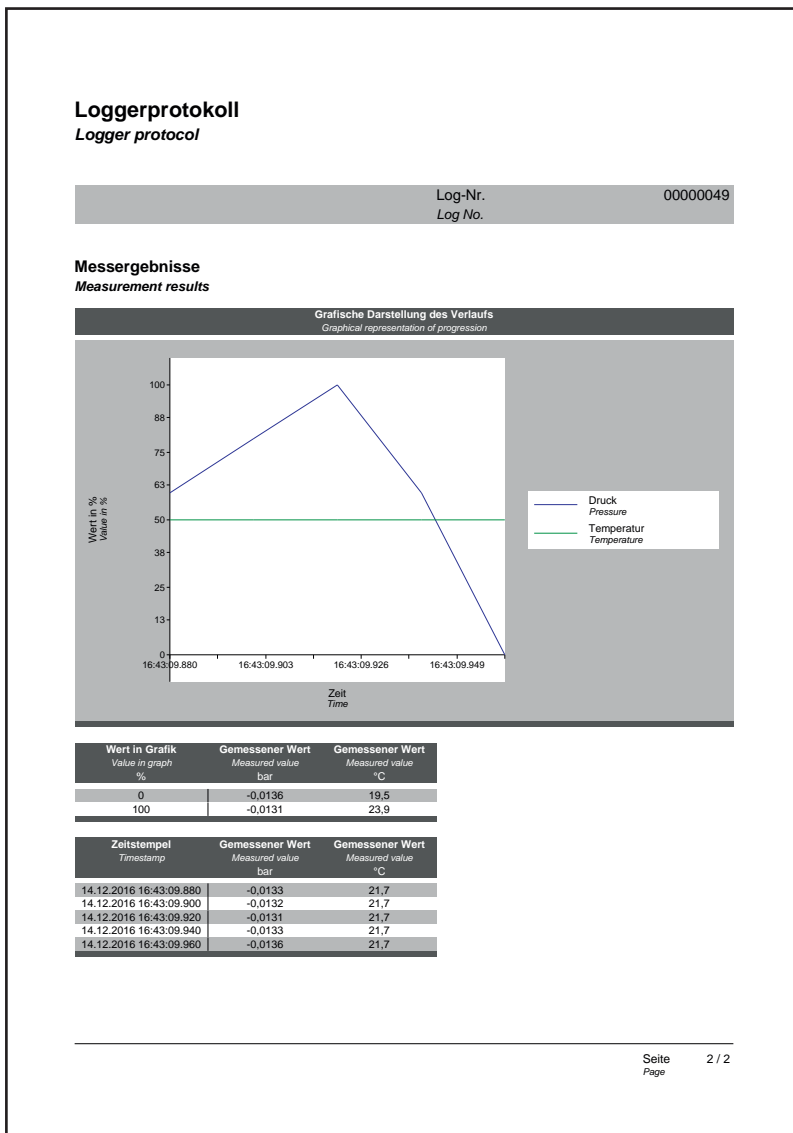 Loggerprotokoll
Logger protocol
Log-Nr. 00000049
Log No.
Messergebnisse
Measurement results
Grafische Darstellung des Verlaufs
Graphical representation of progression
Wert in %
Value in %
100
88
75
63
50
38
25
13
0
16:43:09.880 16:43:09.903 16:43:09.926 16:43:09.949
Zeit
Time
Druck
Pressure
Temperatur
Temperature
Wert in Grafik Gemessener Wert Gemessener Wert
Value in graph Measured value Measured value
% bar °C
0 -0,0136 19,5
100 -0,0131 23,9
Zeitstempel Gemessener Wert Gemessener Wert
Timestamp Measured value Measured value
bar °C
14.12.2016 16:43:09.880 -0,0133 21,7
14.12.2016 16:43:09.900 -0,0132 21,7
14.12.2016 16:43:09.920 -0,0131 21,7
14.12.2016 16:43:09.940 -0,0133 21,7
14.12.2016 16:43:09.960 -0,0136 21,7
Seite 2 / 2
Page